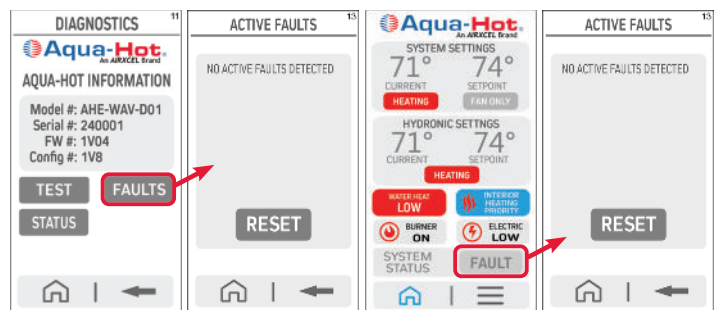 DIAGNOSTICS
11
Aqua-Hot.
An AIRXCEL Brand
AQUA-HOT INFORMATION
Model #: AHE-WAV-D01
Serial #: 240001
FW #: 1V04
Config #: 1V8
TEST
FAULTS
STATUS
ACTIVE FAULTS
13
NO ACTIVE FAULTS DETECTED
RESET
Aqua-Hot.
An AIRXCEL Brand
SYSTEM SETTINGS
71° 74°
CURRENT SETPOINT
HEATING FAN ONLY
HYDRONIC SETTNGS
71° 74°
CURRENT SETPOINT
HEATING
WATER HEAT
LOW
INTERIOR
HEATING
PRIORITY
BURNER
ON
ELECTRIC
LOW
SYSTEM
STATUS
FAULT
ACTIVE FAULTS
13
NO ACTIVE FAULTS DETECTED
RESET